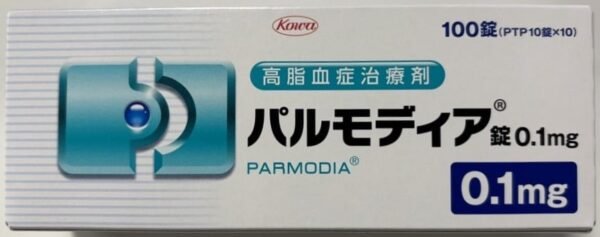 Kowa
100錠(PTP10錠×10)
高脂血症治療剤
パルモディア®錠0.1mg
PARMODIA®
0.1mg